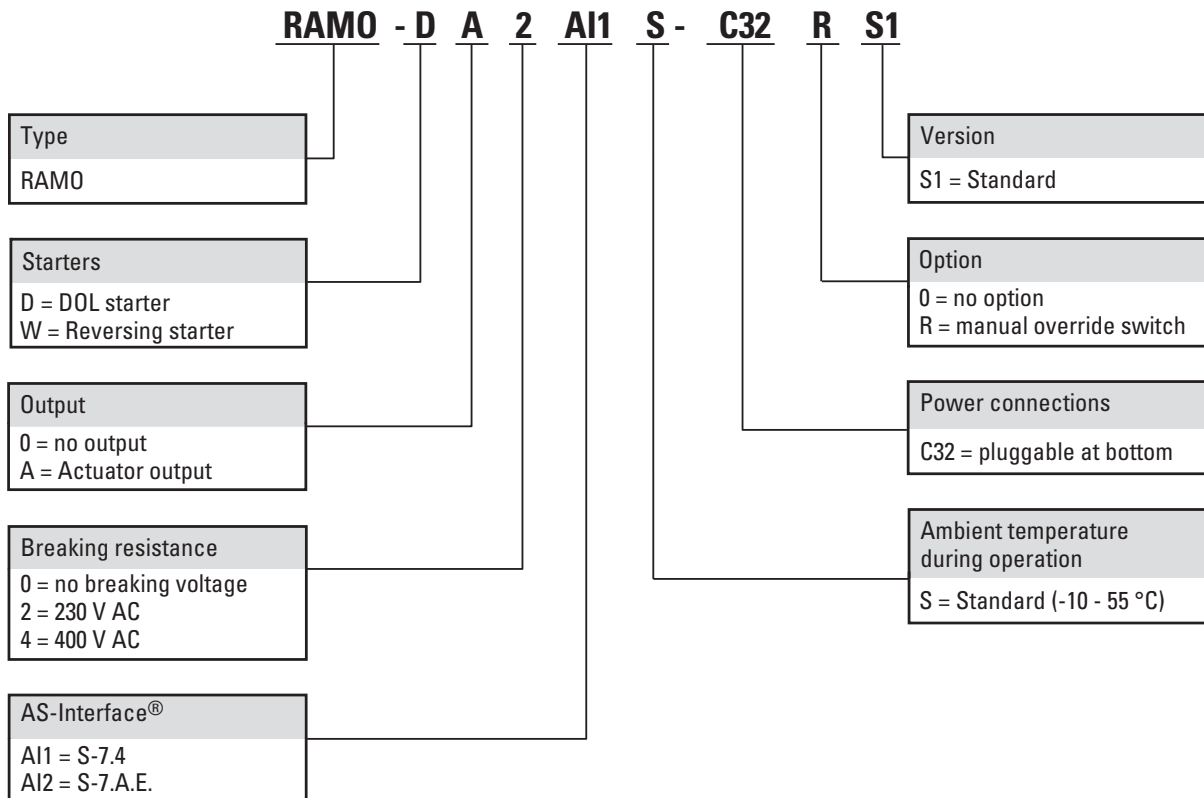 RAMO - D A 2 AI1 S - C32 R S1
Type
RAMO
Starters
D = DOL starter
W = Reversing starter
Output
0 = no output
A = Actuator output
Breaking resistance
0 = no breaking voltage
2 = 230 V AC
4 = 400 V AC
AS-Interface®
AI1 = S-7.4
AI2 = S-7.A.E.
Version
S1 = Standard
Option
0 = no option
R = manual override switch
Power connections
C32 = pluggable at bottom
Ambient temperature
during operation
S = Standard (-10 - 55 °C)